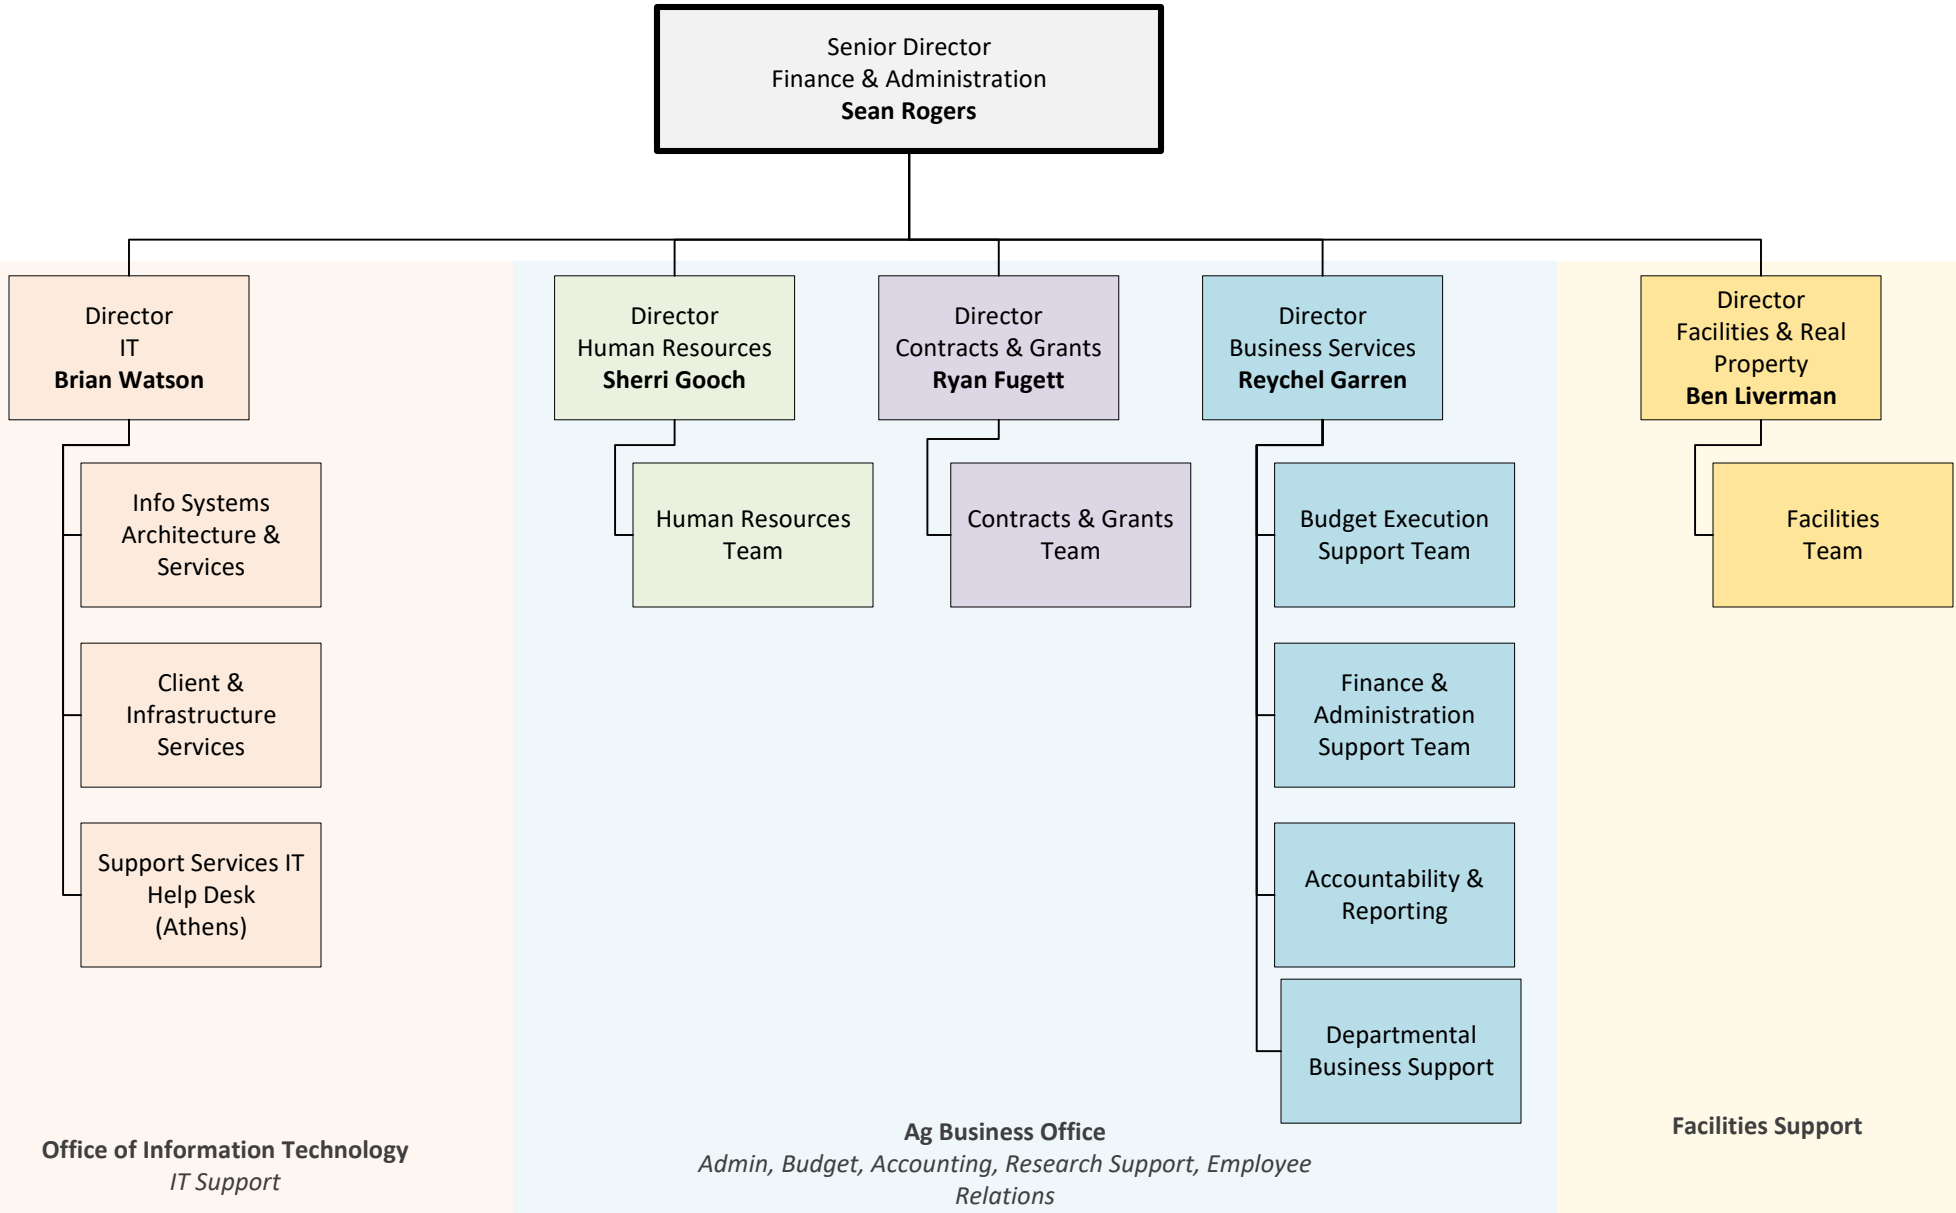 Senior Director
Finance & Administration
Sean Rogers
Director
IT
Brian Watson
Director
Human Resources
Sherri Gooch
Director
Contracts & Grants
Ryan Fugett
Director
Business Services
Reychel Garren
Director
Facilities & Real
Property
Ben Liverman
Info Systems
Architecture &
Services
Human Resources
Team
Contracts & Grants
Team
Budget Execution
Support Team
Facilities
Team
Client &
Infrastructure
Services
Finance &
Administration
Support Team
Support Services IT
Help Desk
(Athens)
Accountability &
Reporting
Departmental
Business Support
Office of Information Technology
IT Support
Ag Business Office
Admin, Budget, Accounting, Research Support, Employee
Relations
Facilities Support